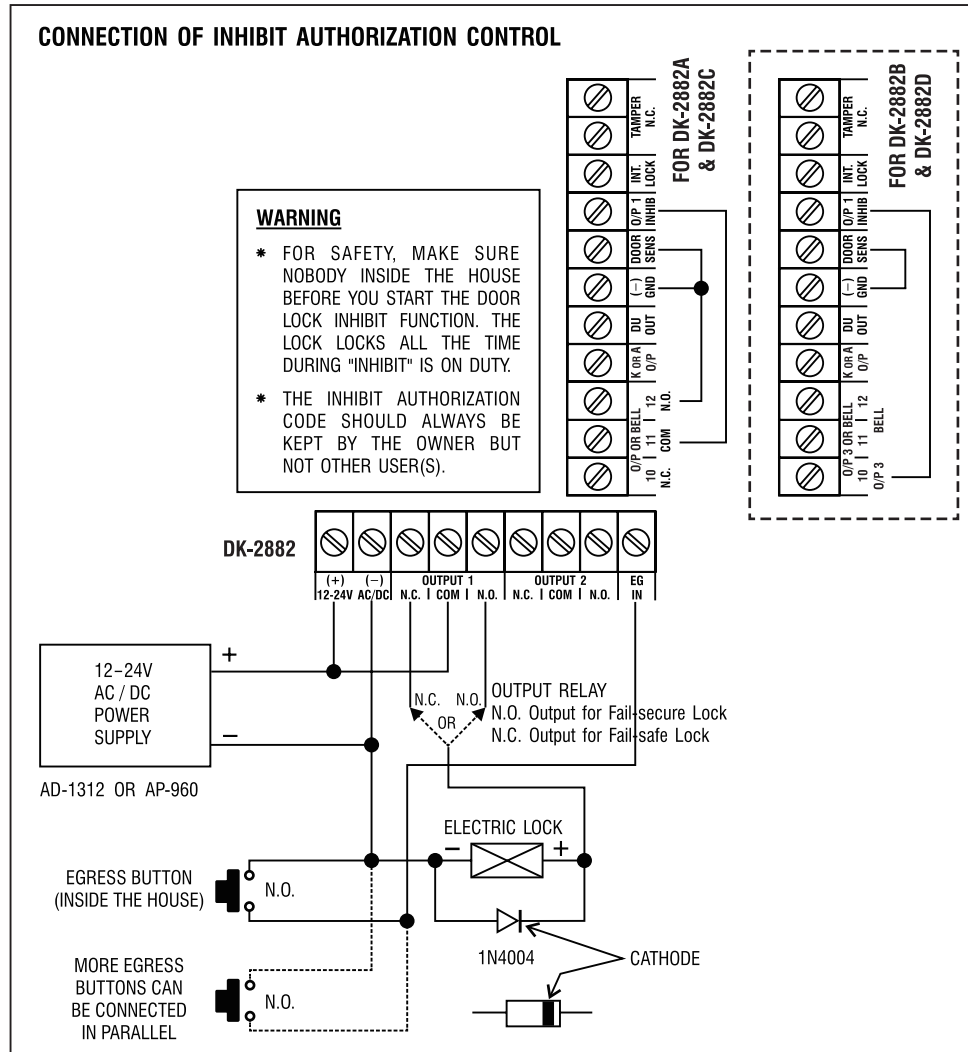 CONNECTION OF INHIBIT AUTHORIZATION CONTROL
TAMPER
N.C.
INT.
LOCK
O/P 1
INHIB
DOOR
SENS
(−)
GND
DU
OUT
K OR A
O/P
O/P OR BELL
10 | 11 | 12
N.C. COM N.O.
FOR DK-2882A
& DK-2882C
TAMPER
N.C.
INT.
LOCK
O/P 1
INHIB
DOOR
SENS
(−)
GND
DU
OUT
K OR A
O/P
O/P 3 OR BELL
10 | 11 | 12
O/P 3 BELL
FOR DK-2882B
& DK-2882D
WARNING
* FOR SAFETY, MAKE SURE
NOBODY INSIDE THE HOUSE
BEFORE YOU START THE DOOR
LOCK INHIBIT FUNCTION. THE
LOCK LOCKS ALL THE TIME
DURING "INHIBIT" IS ON DUTY.
* THE INHIBIT AUTHORIZATION
CODE SHOULD ALWAYS BE
KEPT BY THE OWNER BUT
NOT OTHER USER(S).
DK-2882
(+) (−) OUTPUT 1 OUTPUT 2 EG
12-24V AC/DC N.C. | COM | N.O. N.C. | COM | N.O. IN
12−24V
AC / DC
POWER
SUPPLY
+
−
AD-1312 OR AP-960
N.C. N.O.
OR
OUTPUT RELAY
N.O. Output for Fail-secure Lock
N.C. Output for Fail-safe Lock
ELECTRIC LOCK
− +
EGRESS BUTTON
(INSIDE THE HOUSE)
N.O.
1N4004
CATHODE
MORE EGRESS
BUTTONS CAN
BE CONNECTED
IN PARALLEL
N.O.